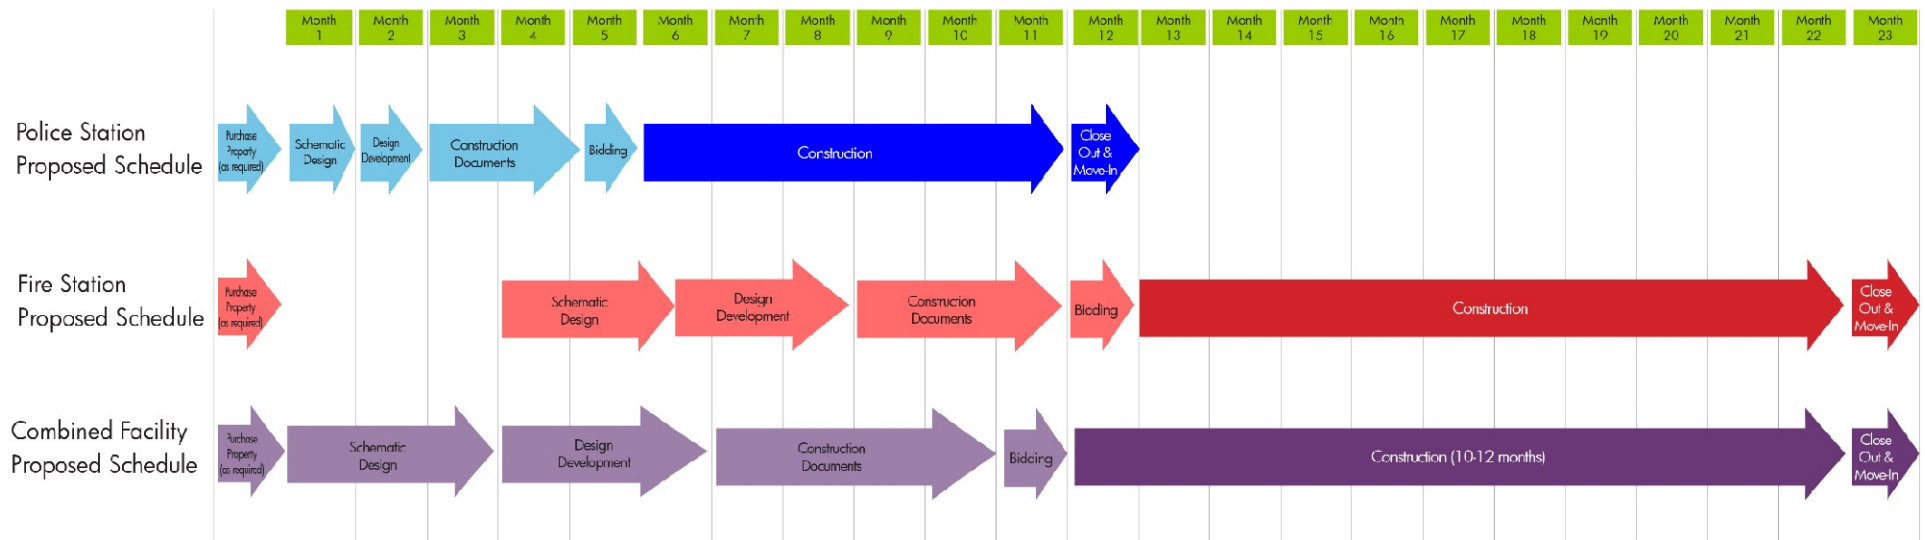 Month
1
Month
2
Month
3
Month
4
Month
5
Month
6
Month
7
Month
8
Month
9
Month
10
Month
11
Month
12
Month
13
Month
14
Month
15
Month
16
Month
17
Month
18
Month
19
Month
20
Month
21
Month
22
Month
23
Police Station
Proposed Schedule
Purchase
Property
(as required)
Schematic
Design
Design
Development
Construction
Documents
Bidding
Construction
Close
Out &
Move-In
Fire Station
Proposed Schedule
Purchase
Property
(as required)
Schematic
Design
Design
Development
Construction
Documents
Bidding
Construction
Close
Out &
Move-In
Combined Facility
Proposed Schedule
Purchase
Property
(as required)
Schematic
Design
Design
Development
Construction
Documents
Bidding
Construction (10-12 months)
Close
Out &
Move-In